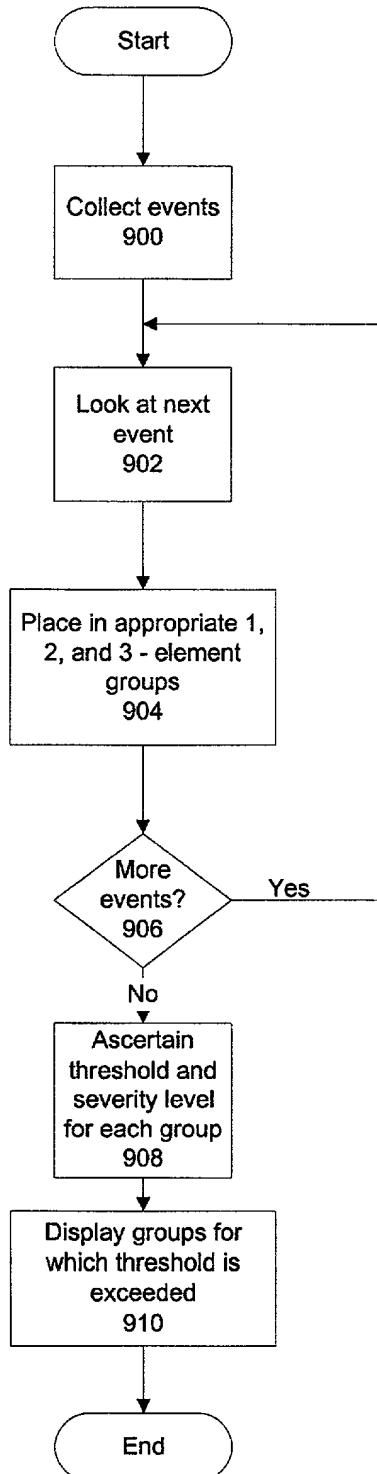 Start
Collect events
900
Look at next
event
902
Place in appropriate 1,
2, and 3 - element
groups
904
More
events?
906
Yes
No
Ascertain
threshold and
severity level
for each group
908
Display groups for
which threshold is
exceeded
910
End